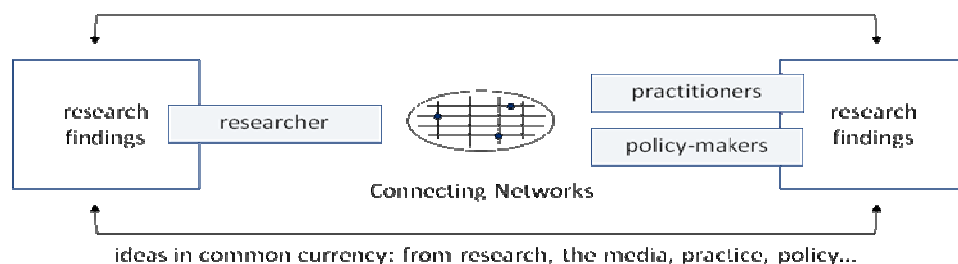 research
findings
researcher
practitioners
policy-makers
research
findings
Connecting Networks
ideas in common currency: from research, the media, practice, policy...